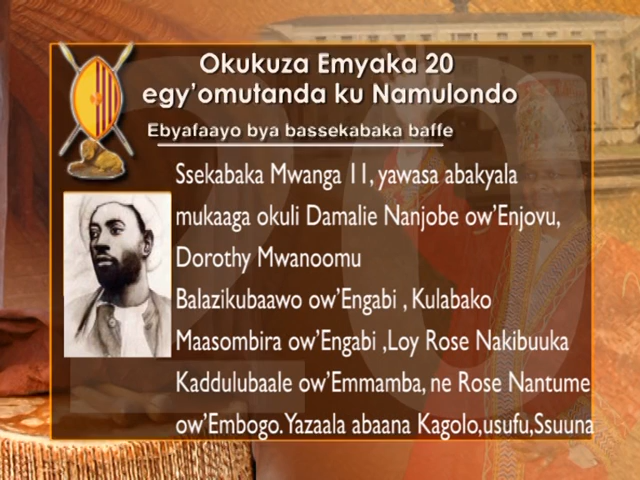 Okukuza Emyaka 20
egy'omutanda ku Namulondo
Ebyafaayo bya bassekabaka baffe
Ssekabaka Mwanga 11, yawasa abakyala
mukaaga okuli Damalie Nanjobe ow'Enjovu,
Dorothy Mwanoomu
Balazikubaawo ow'Engabi , Kulabako
Maasombira ow'Engabi ,Loy Rose Nakibuuka
Kaddulubaale ow'Emmamba, ne Rose Nantume
ow'Embogo.Yazaala abaana Kagolo,usufu,Ssuuna
20